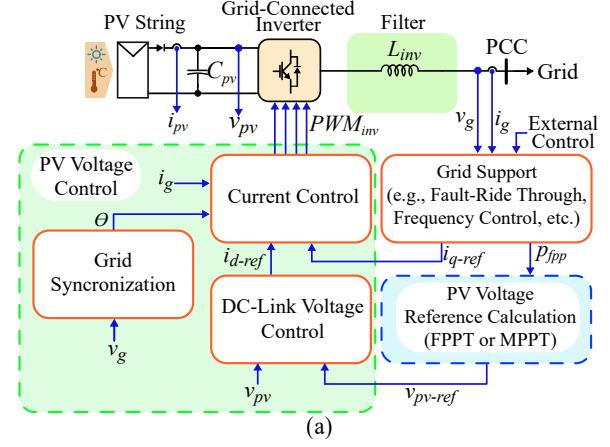 PV String
Grid-Connected
Inverter
Filter
L_inv
PCC
Grid
°C
C_pv
i_pv
v_pv
PWM_inv
v_g
i_g
External
Control
PV Voltage
Control
i_g
Current Control
Grid Support
(e.g., Fault-Ride Through,
Frequency Control, etc.)
Θ
i_d-ref
i_q-ref
p_fpp
Grid
Syncronization
DC-Link Voltage
Control
PV Voltage
Reference Calculation
(FPPT or MPPT)
v_g
v_pv
v_pv-ref
(a)